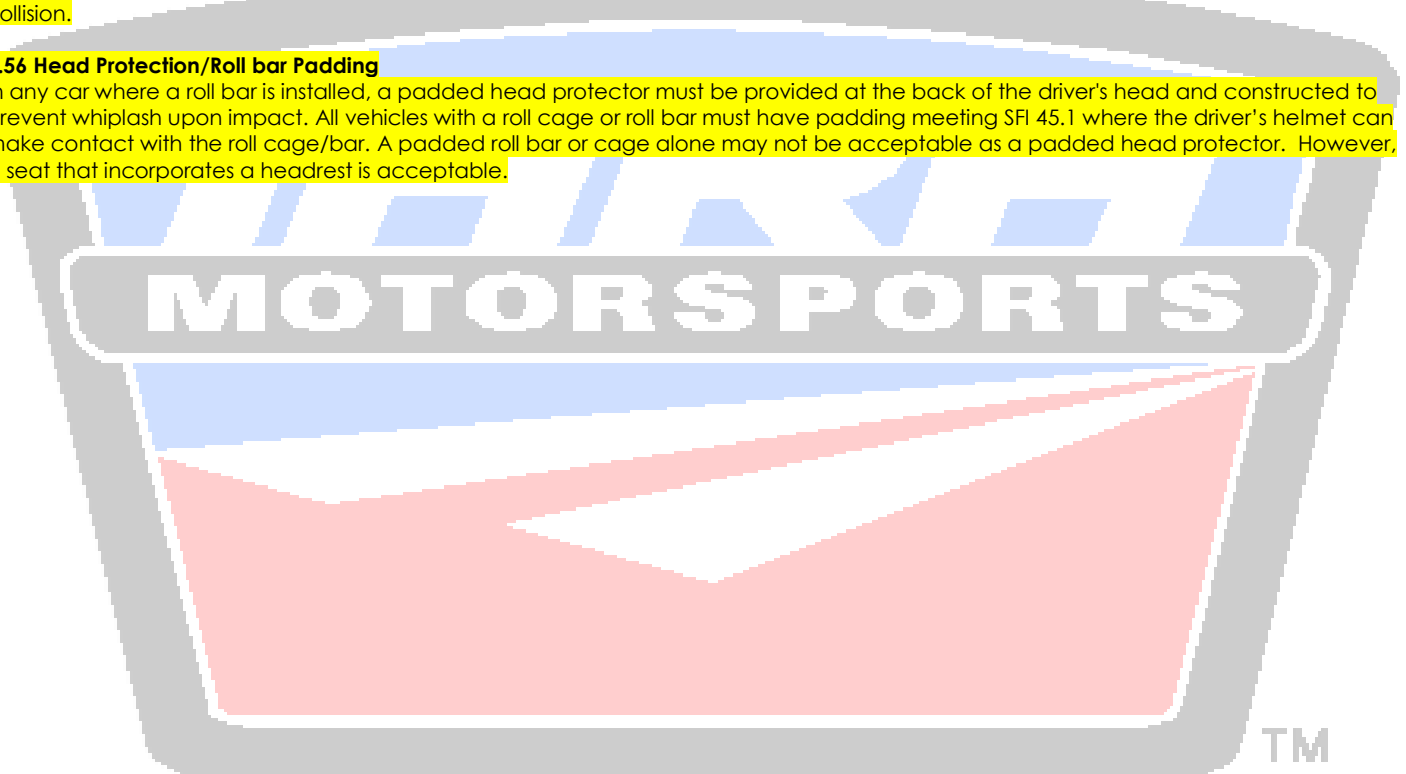 ollision.
.56 Head Protection/Roll bar Padding
n any car where a roll bar is installed, a padded head protector must be provided at the back of the driver's head and constructed to
revent whiplash upon impact. All vehicles with a roll cage or roll bar must have padding meeting SFI 45.1 where the driver’s helmet can
make contact with the roll cage/bar. A padded roll bar or cage alone may not be acceptable as a padded head protector.  However,
seat that incorporates a headrest is acceptable.
MOTORSPORTS
TM